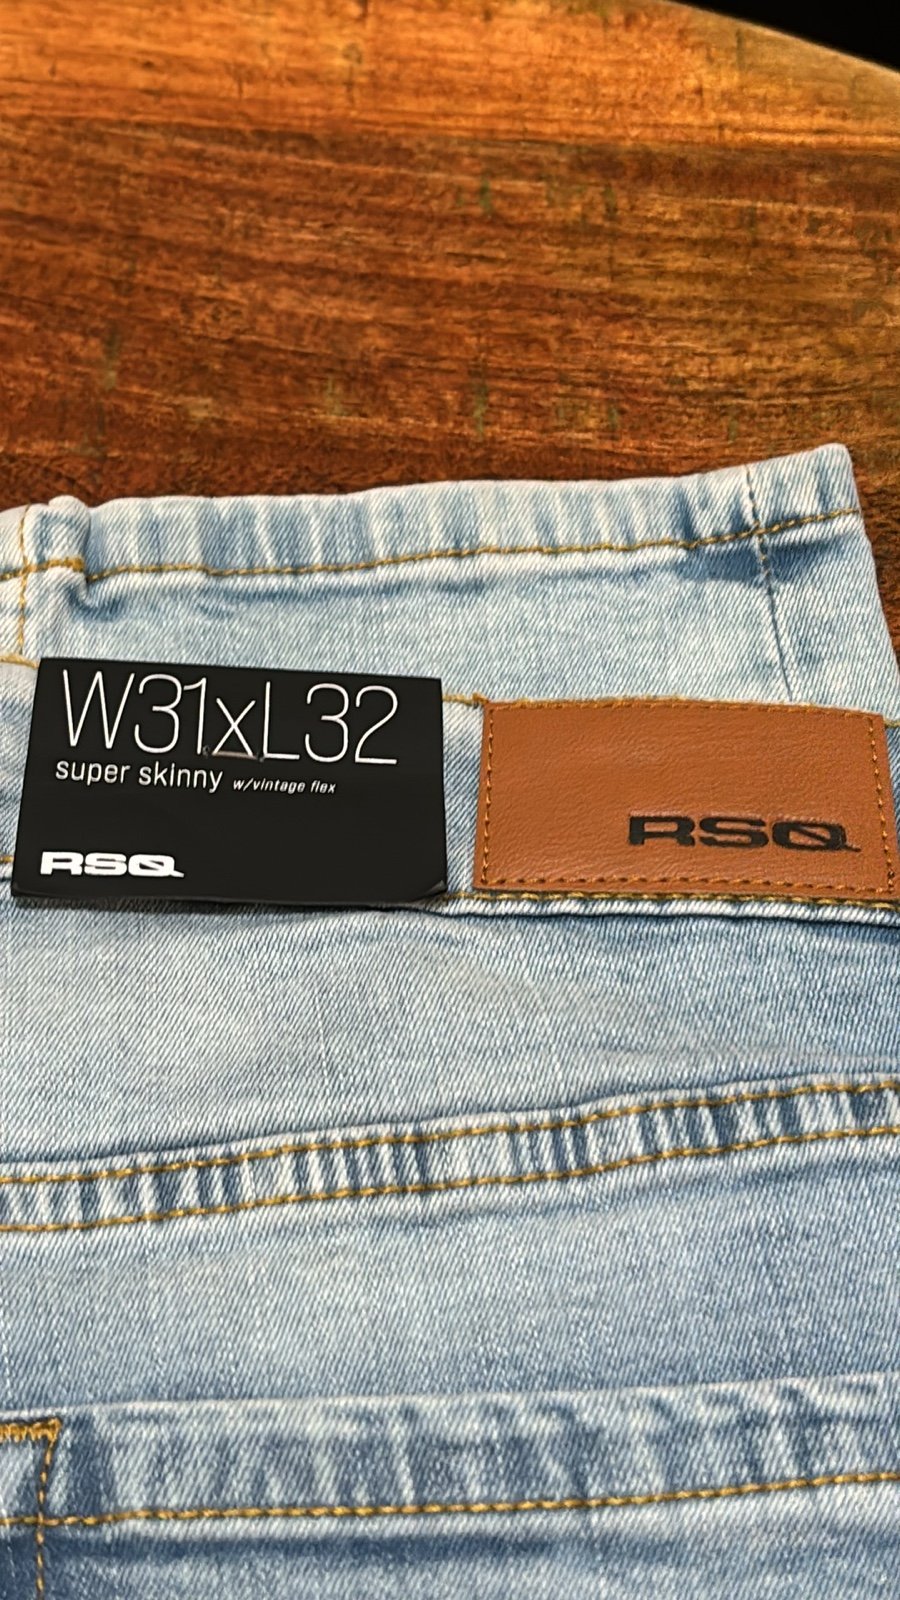 W31xL32
super skinny w/vintage flex
RSQ
RSQ